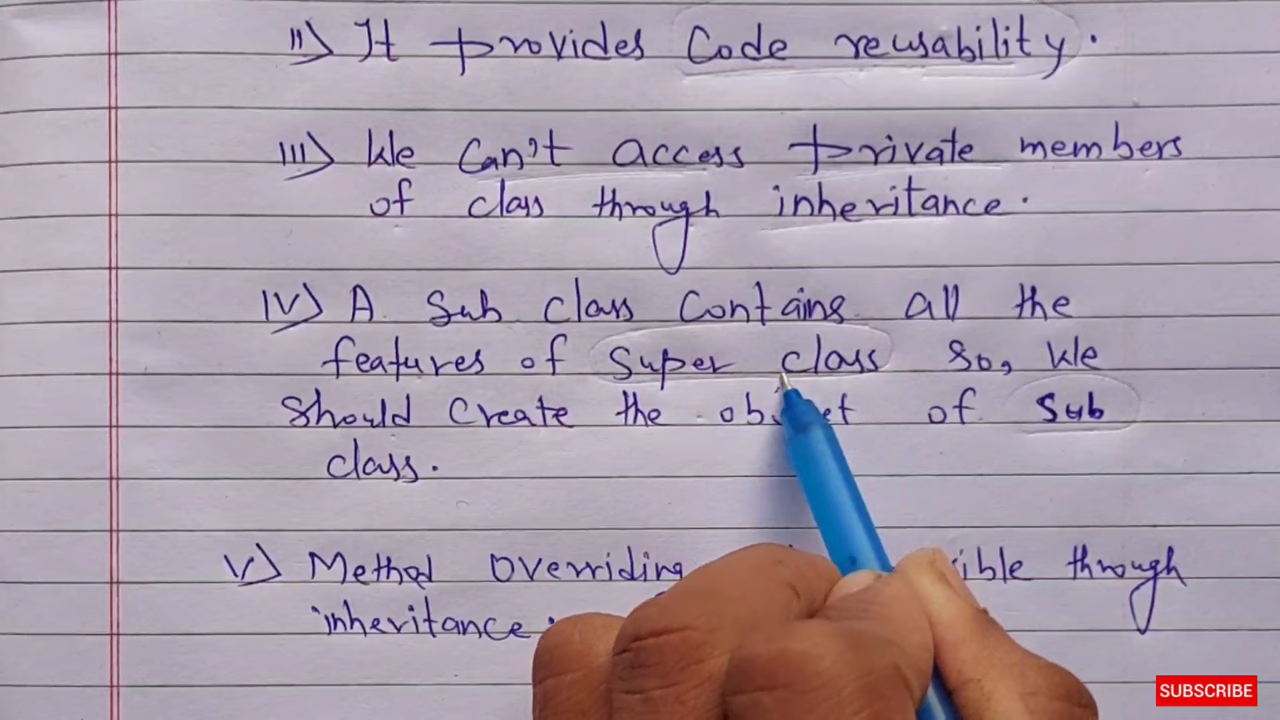 II) It provides Code reusability.
III) We Can't access private members
of class through inheritance.
IV) A Sub class Contains all the
features of Super class So, We
Should Create the of Sub
class.
V) Method Overriding through
inheritance.
SUBSCRIBE